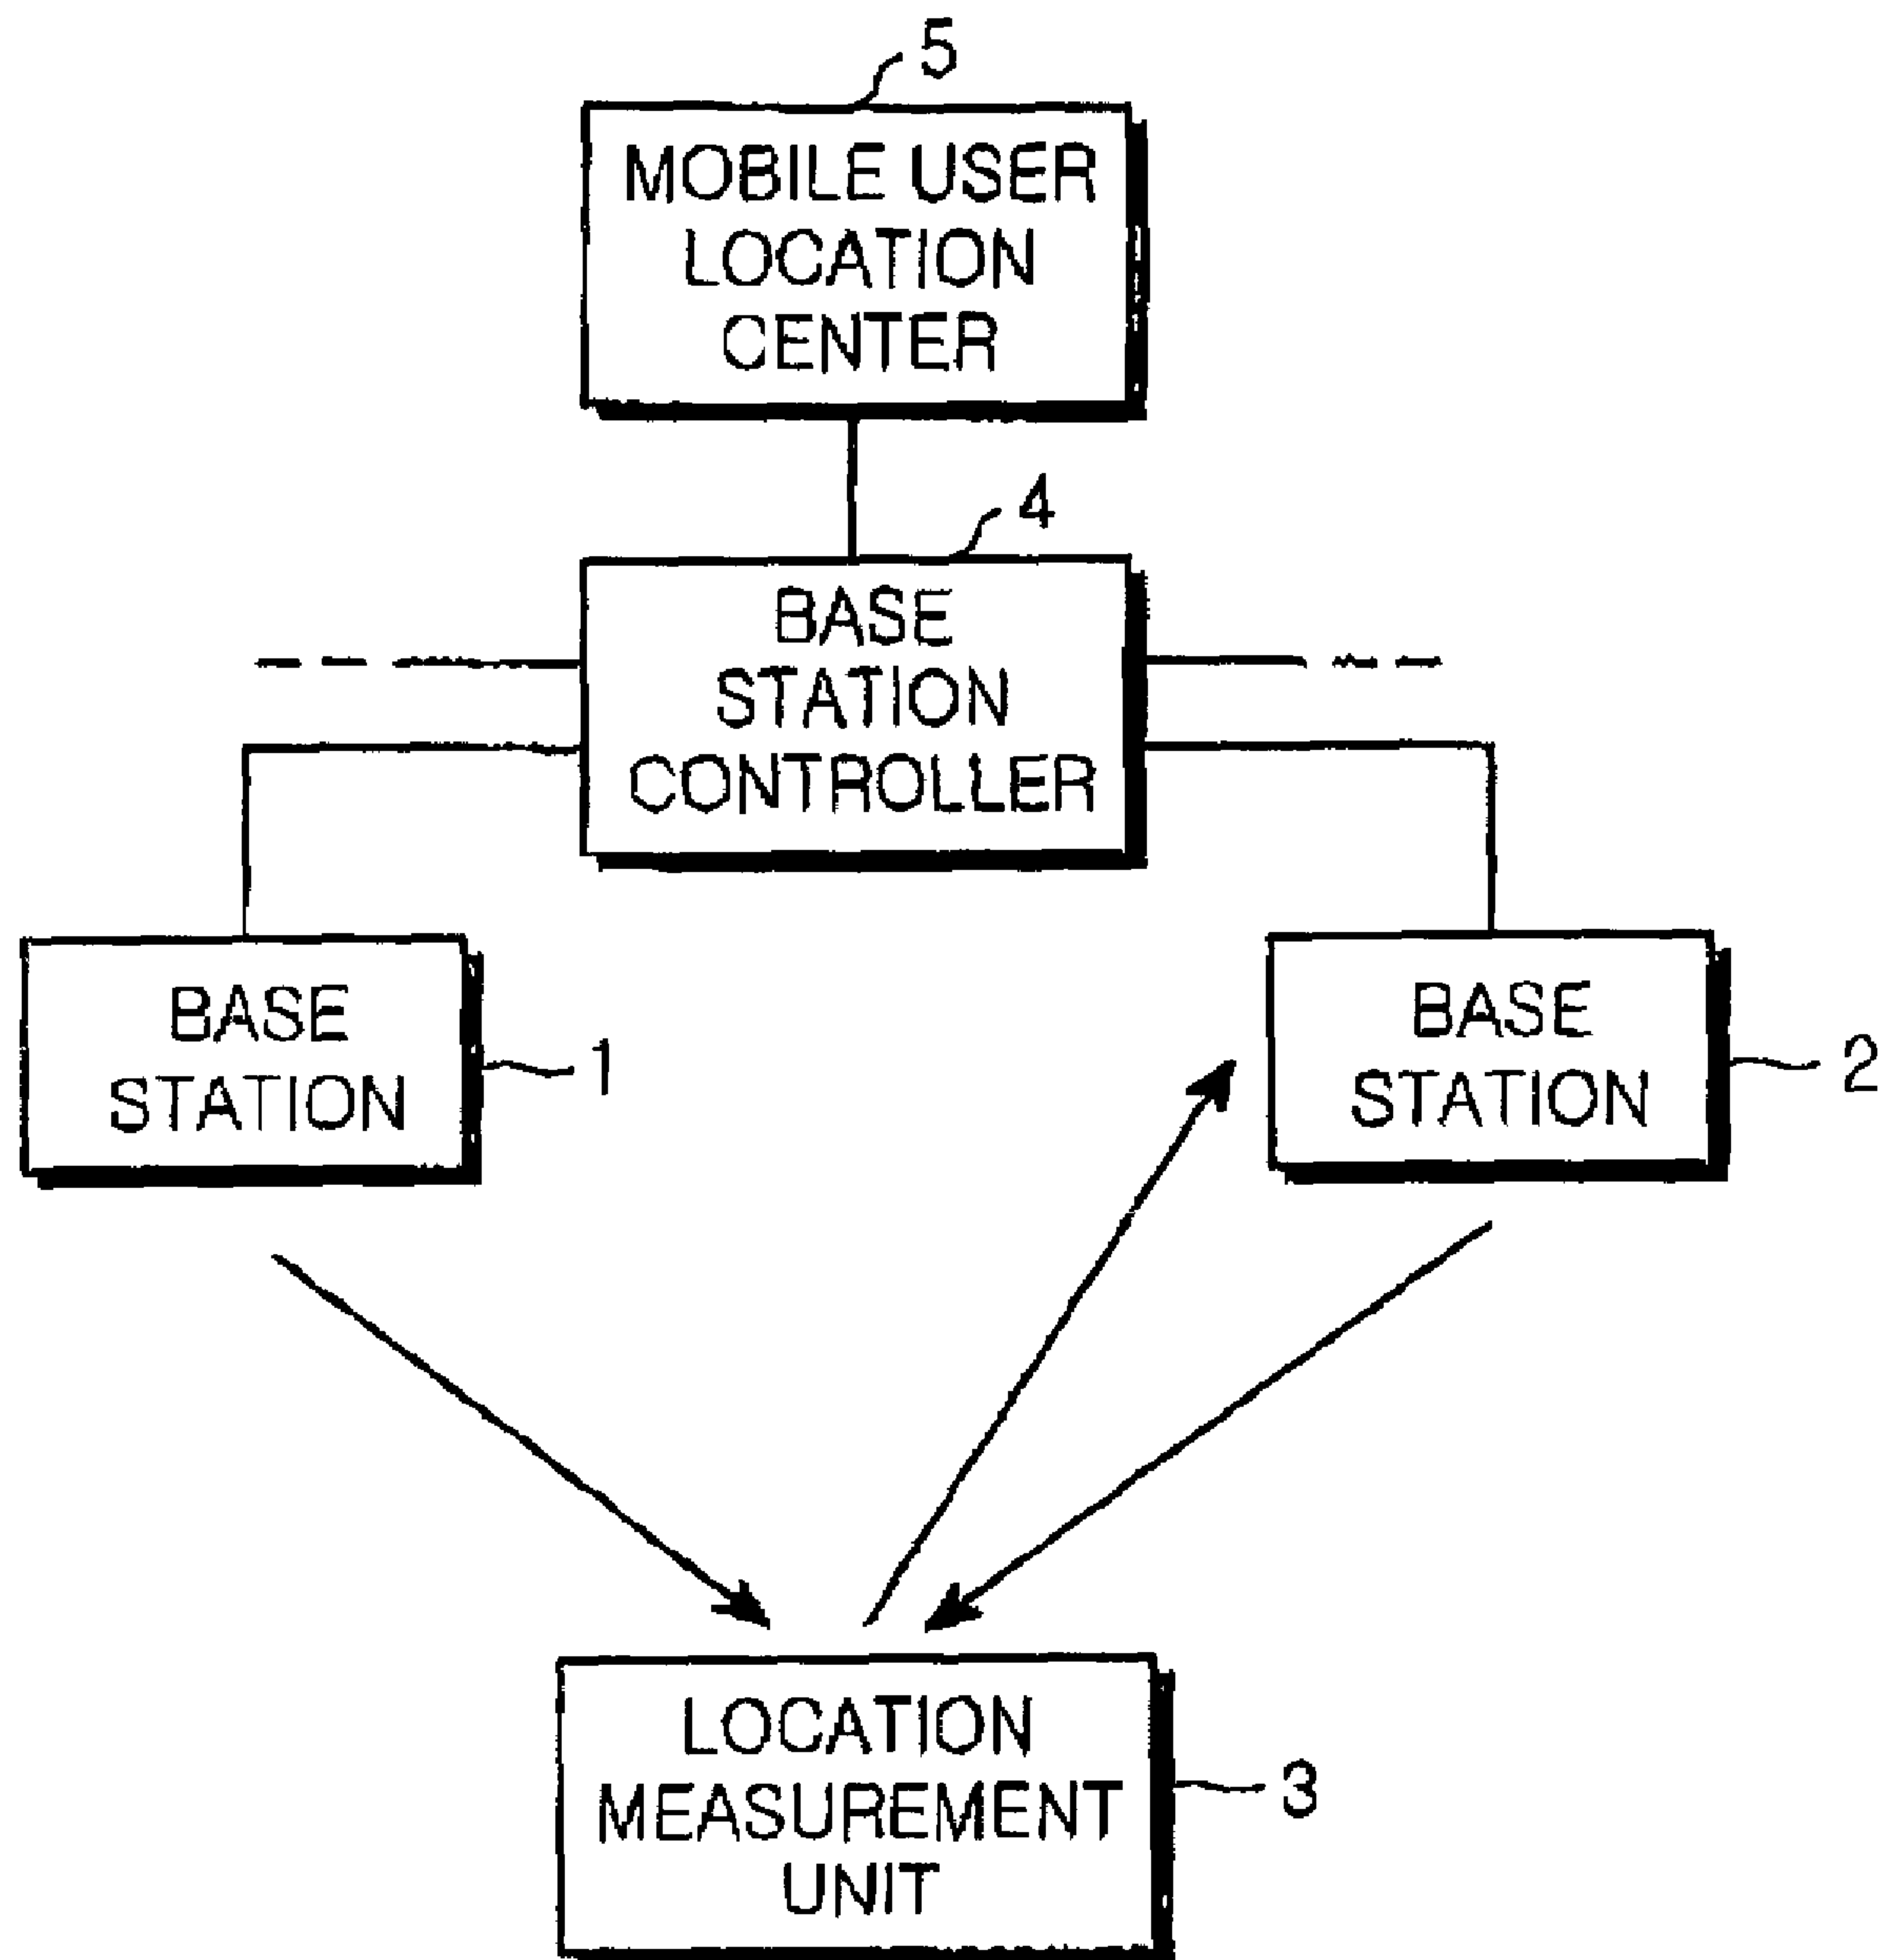 5
MOBILE USER
LOCATION
CENTER
4
BASE
STATION
CONTROLLER
BASE
STATION
1
BASE
STATION
2
LOCATION
MEASUREMENT
UNIT
3